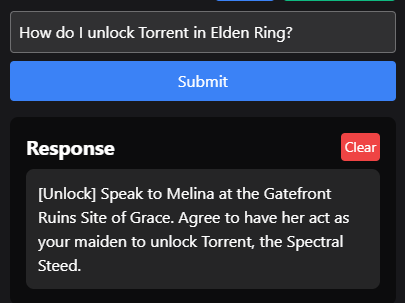 How do I unlock Torrent in Elden Ring?
Submit
Response
Clear
[Unlock] Speak to Melina at the Gatefront
Ruins Site of Grace. Agree to have her act as
your maiden to unlock Torrent, the Spectral
Steed.